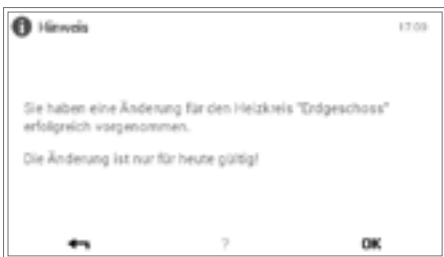 Hinweis 17:09
Sie haben eine Änderung für den Heizkreis "Erdgeschoss"
erfolgreich vorgenommen.
Die Änderung ist nur für heute gültig!
? OK